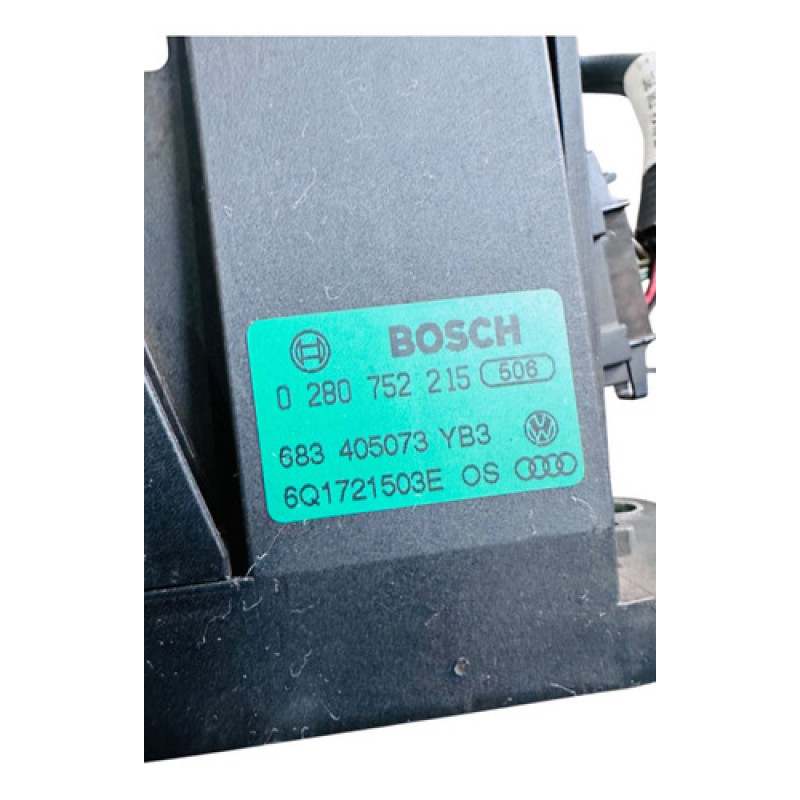 BOSCH
0 280 752 215 506
683 405073 YB3
6Q1721503E OS